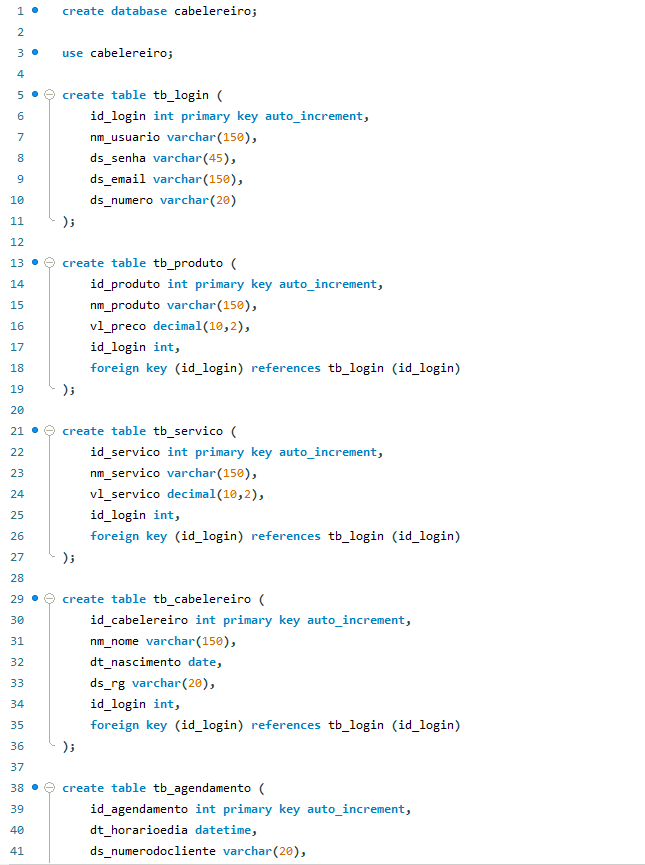 1 create database cabelereiro;
2
3 use cabelereiro;
4
5 create table tb_login (
6 id_login int primary key auto_increment,
7 nm_usuario varchar(150),
8 ds_senha varchar(45),
9 ds_email varchar(150),
10 ds_numero varchar(20)
11 );
12
13 create table tb_produto (
14 id_produto int primary key auto_increment,
15 nm_produto varchar(150),
16 vl_preco decimal(10,2),
17 id_login int,
18 foreign key (id_login) references tb_login (id_login)
19 );
20
21 create table tb_servico (
22 id_servico int primary key auto_increment,
23 nm_servico varchar(150),
24 vl_servico decimal(10,2),
25 id_login int,
26 foreign key (id_login) references tb_login (id_login)
27 );
28
29 create table tb_cabelereiro (
30 id_cabelereiro int primary key auto_increment,
31 nm_nome varchar(150),
32 dt_nascimento date,
33 ds_rg varchar(20),
34 id_login int,
35 foreign key (id_login) references tb_login (id_login)
36 );
37
38 create table tb_agendamento (
39 id_agendamento int primary key auto_increment,
40 dt_horarioedia datetime,
41 ds_numerodocliente varchar(20),